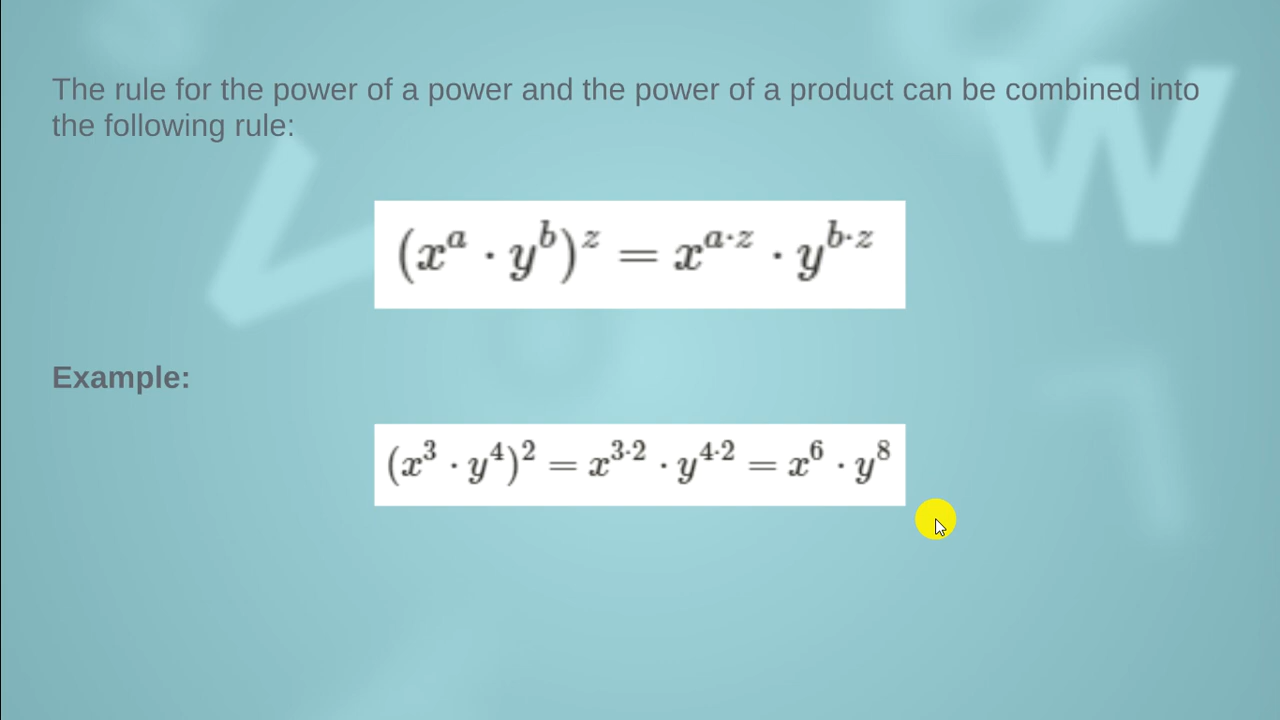 The rule for the power of a power and the power of a product can be combined into
the following rule:
(x^a · y^b)^z = x^{a·z} · y^{b·z}
Example:
(x^3 · y^4)^2 = x^{3·2} · y^{4·2} = x^6 · y^8